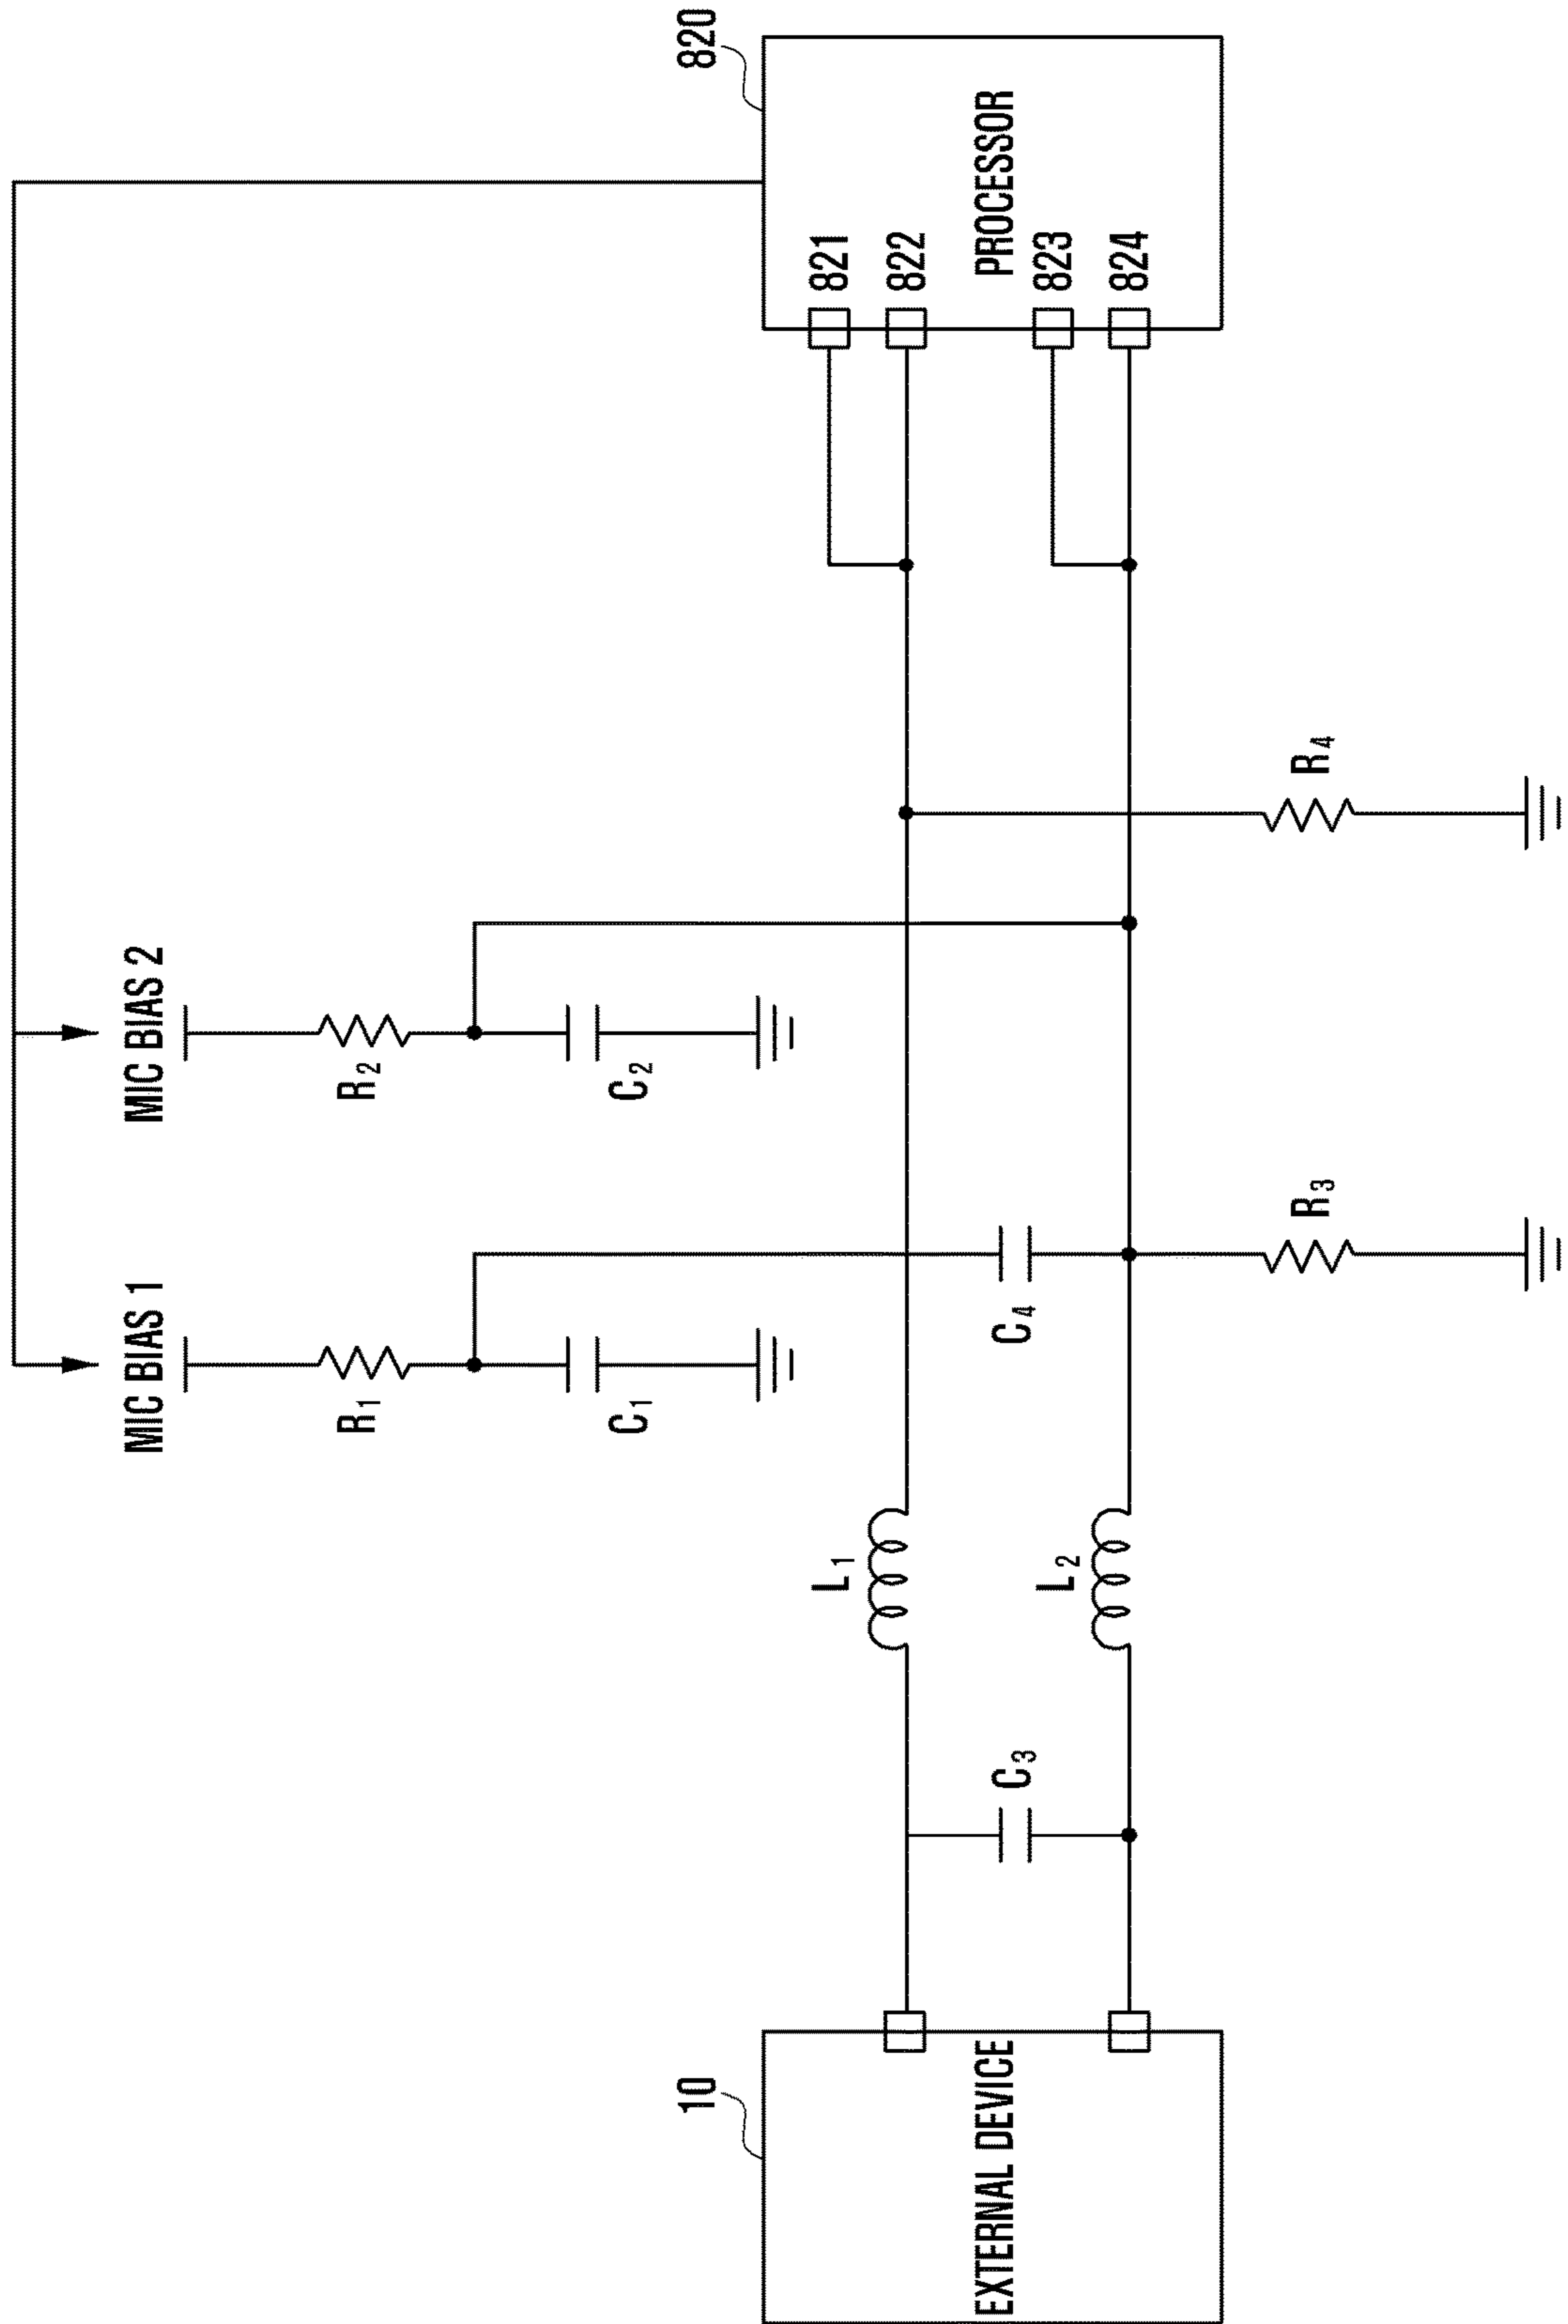 820
PROCESSOR
821
822
823
824
MIC BIAS 2
R2
C2
R4
MIC BIAS 1
R1
C1
C4
R3
L1
L2
C3
10
EXTERNAL DEVICE